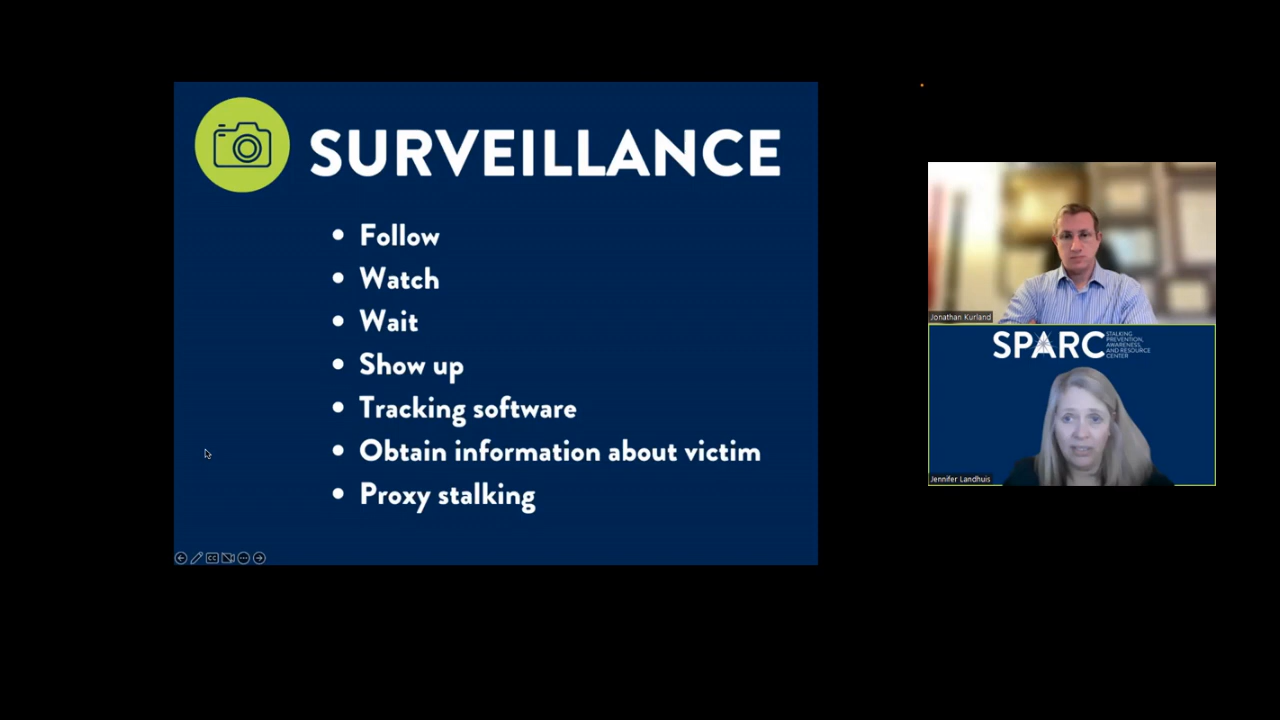 SURVEILLANCE
Follow
Watch
Wait
Show up
Tracking software
Obtain information about victim
Proxy stalking
CC
Jonathan Kurland
SPARC
STALKING
PREVENTION,
AWARENESS,
AND RESOURCE
CENTER
Jennifer Landhuis